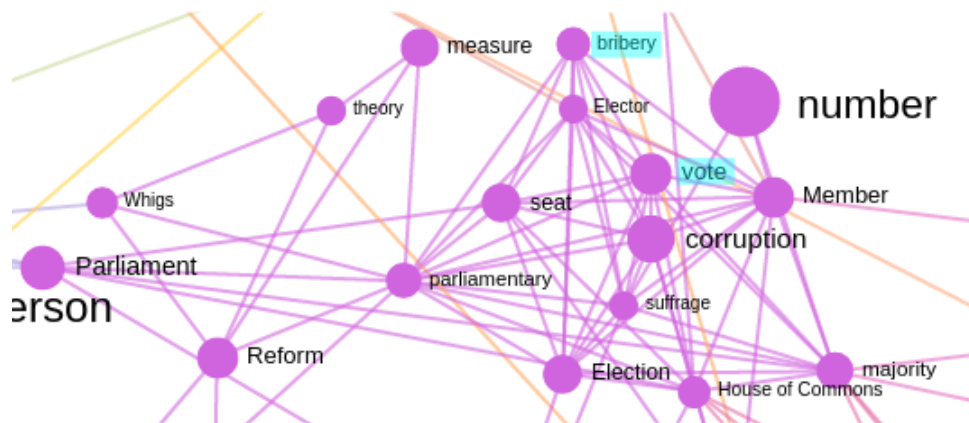 measure
bribery
theory
Elector
number
vote
Whigs
seat
Member
corruption
Parliament
parliamentary
erson
suffrage
Reform
Election
majority
House of Commons